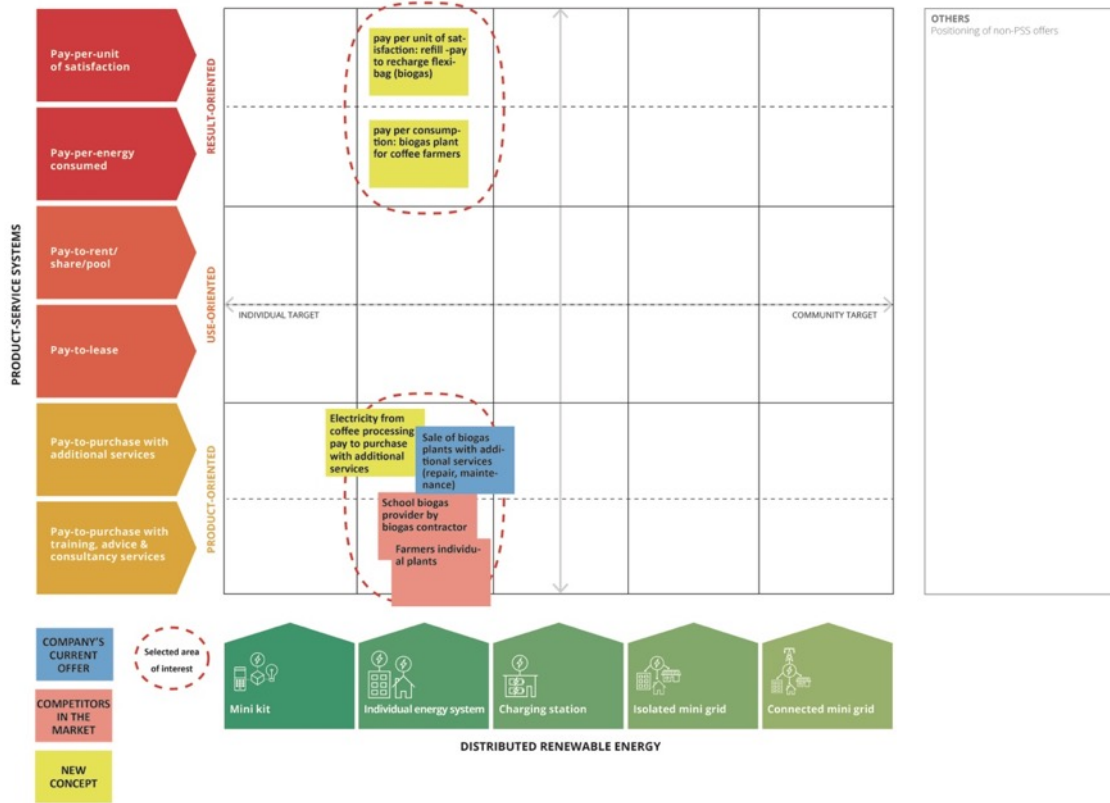 PRODUCT-SERVICE SYSTEMS
Pay-per-unit
of satisfaction
Pay-per-energy
consumed
Pay-to-rent/
share/pool
Pay-to-lease
Pay-to-purchase with
additional services
Pay-to-purchase with
training, advice &
consultancy services
RESULT-ORIENTED
USE-ORIENTED
PRODUCT-ORIENTED
pay per unit of sat-
isfaction: refill -pay
to recharge flexi-
bag (biogas)
pay per consump-
tion: biogas plant
for coffee farmers
INDIVIDUAL TARGET
COMMUNITY TARGET
Electricity from
coffee processing
pay to purchase
with additional
services
Sale of biogas
plants with addi-
tional services
(repair, mainte-
nance)
School biogas
provider by
biogas contractor
Farmers individu-
al plants
OTHERS
Positioning of non-PSS offers
COMPANY'S
CURRENT
OFFER
COMPETITORS
IN THE
MARKET
NEW
CONCEPT
Selected area
of interest
Mini kit
Individual energy system
Charging station
Isolated mini grid
Connected mini grid
DISTRIBUTED RENEWABLE ENERGY